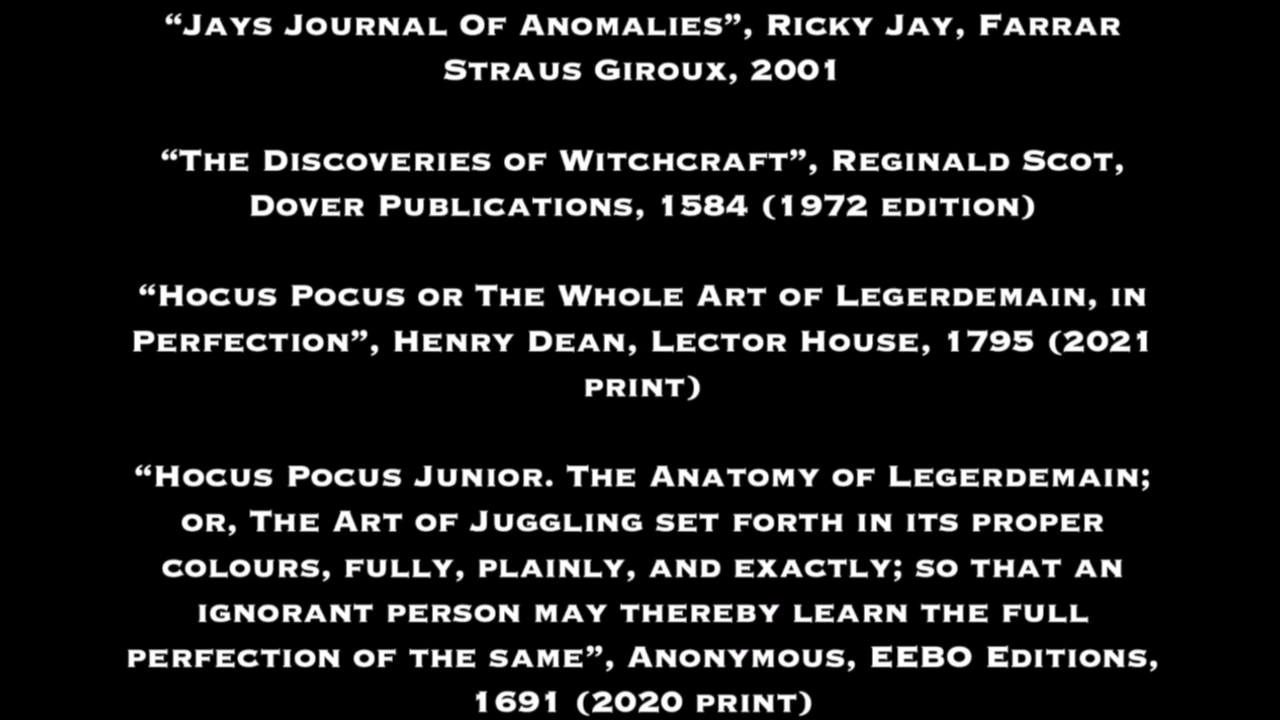 “Jays Journal Of Anomalies”, Ricky Jay, Farrar
Straus Giroux, 2001
“The Discoveries of Witchcraft”, Reginald Scot,
Dover Publications, 1584 (1972 edition)
“Hocus Pocus or The Whole Art of Legerdemain, in
Perfection”, Henry Dean, Lector House, 1795 (2021
print)
“Hocus Pocus Junior. The Anatomy of Legerdemain;
or, The Art of Juggling set forth in its proper
colours, fully, plainly, and exactly; so that an
ignorant person may thereby learn the full
perfection of the same”, Anonymous, EEBO Editions,
1691 (2020 print)